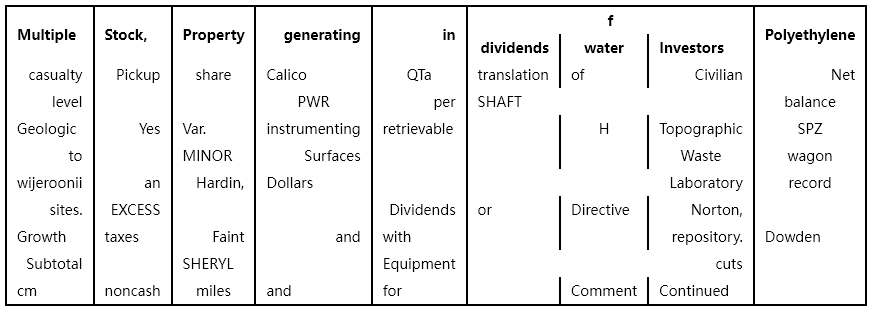 f
Multiple Stock, Property generating in dividends water Investors Polyethylene
casualty Pickup share Calico QTa translation of Civilian Net
level PWR per SHAFT balance
Geologic Yes Var. instrumenting retrievable H Topographic SPZ
to MINOR Surfaces Waste wagon
wijeroonii an Hardin, Dollars Laboratory record
sites. EXCESS Dividends or Directive Norton,
Growth taxes Faint and with repository. Dowden
Subtotal SHERYL Equipment cuts
cm noncash miles and for Comment Continued